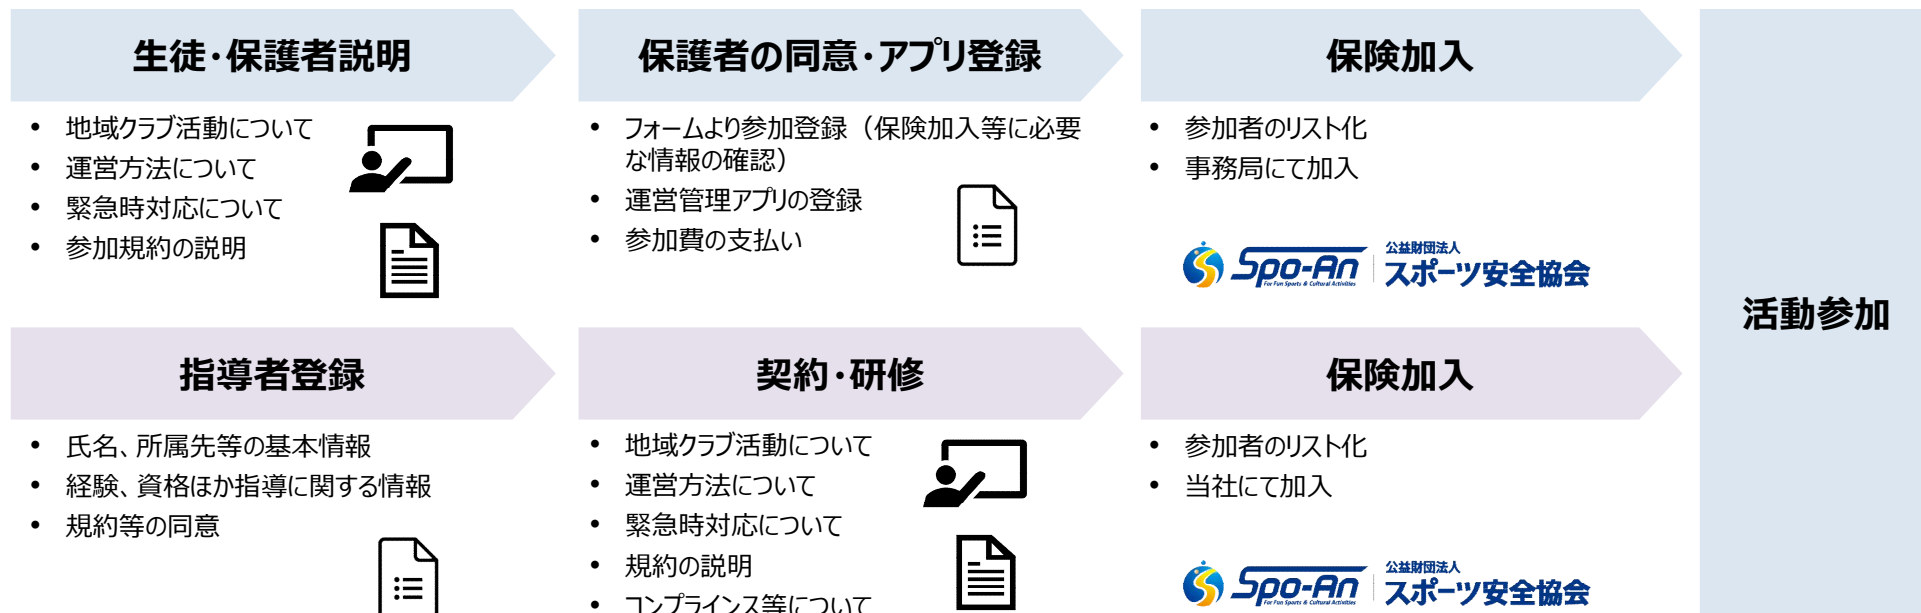 生徒・保護者説明
• 地域クラブ活動について
• 運営方法について
• 緊急時対応について
• 参加規約の説明
保護者の同意・アプリ登録
• フォームより参加登録（保険加入等に必要
な情報の確認）
• 運営管理アプリの登録
• 参加費の支払い
保険加入
• 参加者のリスト化
• 事務局にて加入
Spo-An
For Fun Sports & Cultural Activities
公益財団法人
スポーツ安全協会
指導者登録
• 氏名、所属先等の基本情報
• 経験、資格ほか指導に関する情報
• 規約等の同意
契約・研修
• 地域クラブ活動について
• 運営方法について
• 緊急時対応について
• 規約の説明
• コンプラインス等について
保険加入
• 参加者のリスト化
• 当社にて加入
Spo-An
For Fun Sports & Cultural Activities
公益財団法人
スポーツ安全協会
活動参加